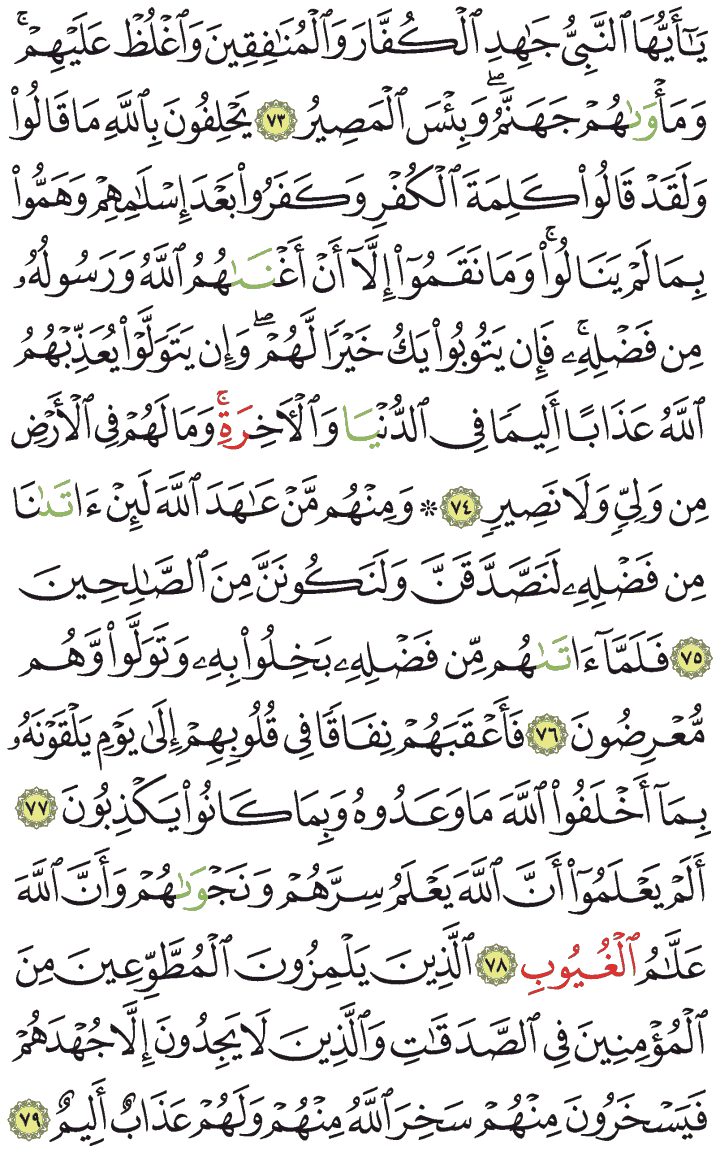 يَـٰٓأَيُّهَا ٱلنَّبِىُّ جَـٰهِدِ ٱلْكُفَّارَ وَٱلْمُنَـٰفِقِينَ وَٱغْلُظْ عَلَيْهِمْ ۚ
وَمَأْوَىٰهُمْ جَهَنَّمُ ۖ وَبِئْسَ ٱلْمَصِيرُ ٧٣ يَحْلِفُونَ بِٱللَّهِ مَا قَالُوا۟
وَلَقَدْ قَالُوا۟ كَلِمَةَ ٱلْكُفْرِ وَكَفَرُوا۟ بَعْدَ إِسْلَـٰمِهِمْ وَهَمُّوا۟
بِمَا لَمْ يَنَالُوا۟ ۚ وَمَا نَقَمُوٓا۟ إِلَّآ أَنْ أَغْنَىٰهُمُ ٱللَّهُ وَرَسُولُهُۥ
مِن فَضْلِهِۦ ۚ فَإِن يَتُوبُوا۟ يَكُ خَيْرًا لَّهُمْ ۖ وَإِن يَتَوَلَّوْا۟ يُعَذِّبْهُمُ
ٱللَّهُ عَذَابًا أَلِيمًا فِى ٱلدُّنْيَا وَٱلْـَٔاخِرَةِ ۚ وَمَا لَهُمْ فِى ٱلْأَرْضِ
مِن وَلِىٍّ وَلَا نَصِيرٍ ٧٤ ۞ وَمِنْهُم مَّنْ عَـٰهَدَ ٱللَّهَ لَئِنْ ءَاتَىٰنَا
مِن فَضْلِهِۦ لَنَصَّدَّقَنَّ وَلَنَكُونَنَّ مِنَ ٱلصَّـٰلِحِينَ
٧٥ فَلَمَّآ ءَاتَىٰهُم مِّن فَضْلِهِۦ بَخِلُوا۟ بِهِۦ وَتَوَلَّوا۟ وَّهُم
مُّعْرِضُونَ ٧٦ فَأَعْقَبَهُمْ نِفَاقًا فِى قُلُوبِهِمْ إِلَىٰ يَوْمِ يَلْقَوْنَهُۥ
بِمَآ أَخْلَفُوا۟ ٱللَّهَ مَا وَعَدُوهُ وَبِمَا كَانُوا۟ يَكْذِبُونَ ٧٧
أَلَمْ يَعْلَمُوٓا۟ أَنَّ ٱللَّهَ يَعْلَمُ سِرَّهُمْ وَنَجْوَىٰهُمْ وَأَنَّ ٱللَّهَ
عَلَّـٰمُ ٱلْغُيُوبِ ٧٨ ٱلَّذِينَ يَلْمِزُونَ ٱلْمُطَّوِّعِينَ مِنَ
ٱلْمُؤْمِنِينَ فِى ٱلصَّدَقَـٰتِ وَٱلَّذِينَ لَا يَجِدُونَ إِلَّا جُهْدَهُمْ
فَيَسْخَرُونَ مِنْهُمْ سَخِرَ ٱللَّهُ مِنْهُمْ وَلَهُمْ عَذَابٌ أَلِيمٌ ٧٩